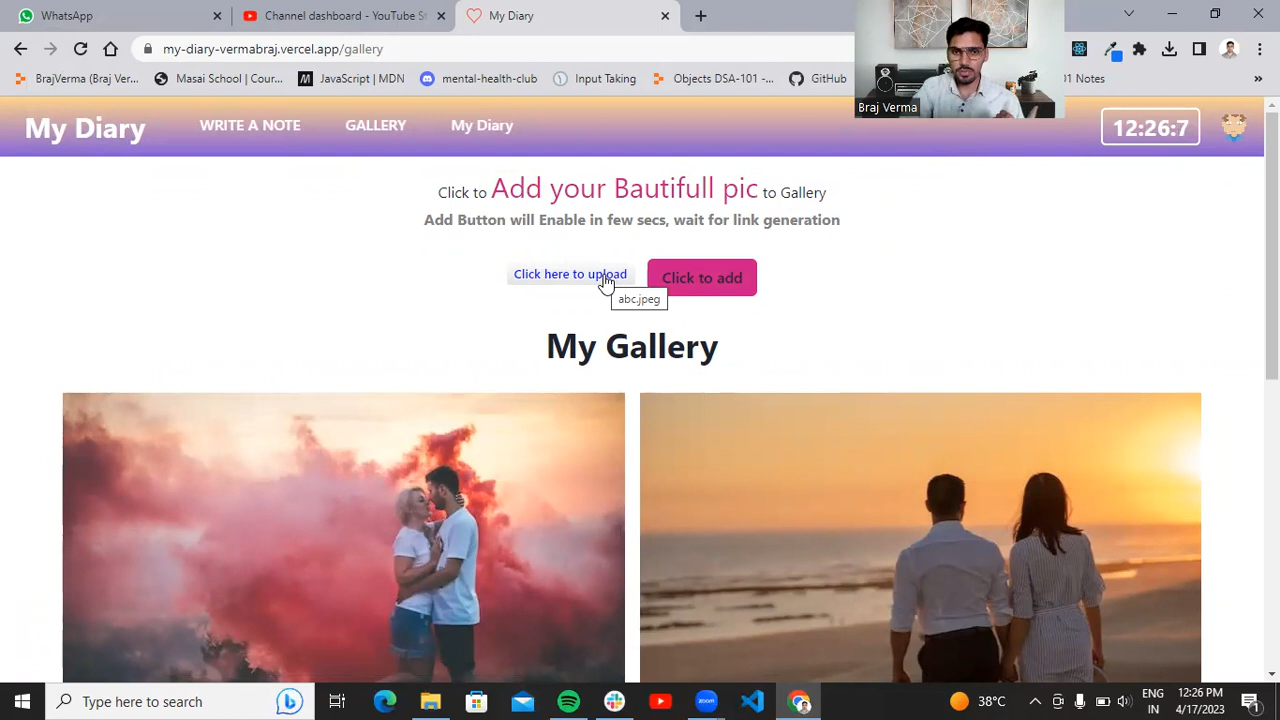 WhatsApp
Channel dashboard - YouTube St
My Diary
my-diary-vermabraj.vercel.app/gallery
BrajVerma (Braj Ver...
Masai School | Cour...
JavaScript | MDN
mental-health-club
Input Taking
Objects DSA-101 -...
GitHub
01 Notes
»
Braj Verma
My Diary
WRITE A NOTE
GALLERY
My Diary
12:26:7
Click to Add your Bautifull pic to Gallery
Add Button will Enable in few secs, wait for link generation
Click here to upload
Click to add
abc.jpeg
My Gallery
Type here to search
zoom
38°C
ENG
IN
12:26 PM
4/17/2023
1